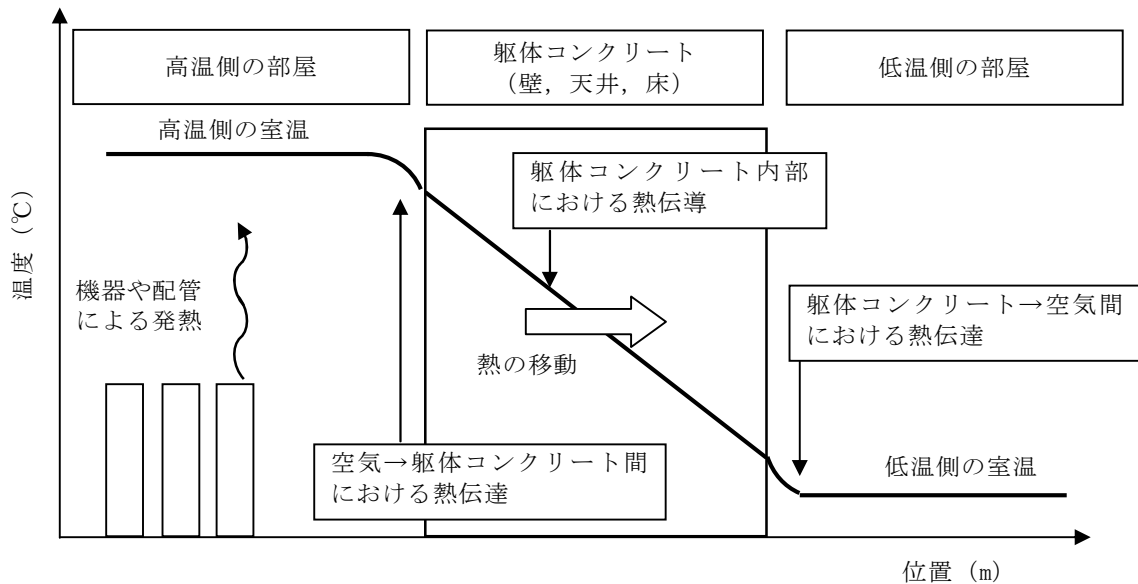 高温側の部屋
躯体コンクリート
(壁,天井,床)
低温側の部屋
高温側の室温
躯体コンクリート内部
における熱伝導
温度 (℃)
機器や配管
による発熱
躯体コンクリート→空気間
における熱伝達
熱の移動
空気→躯体コンクリート間
における熱伝達
低温側の室温
位置 (m)